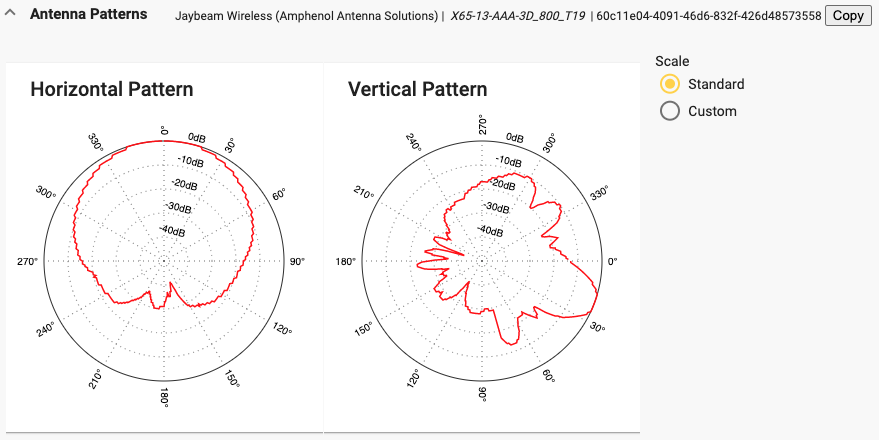 Antenna Patterns Jaybeam Wireless (Amphenol Antenna Solutions) | X65-13-AAA-3D_800_T19 | 60c11e04-4091-46d6-832f-426d48573558 Copy
Horizontal Pattern
0°
30°
60°
90°
120°
150°
180°
210°
240°
270°
300°
330°
0dB
-10dB
-20dB
-30dB
-40dB
Vertical Pattern
270°
300°
330°
0°
30°
60°
90°
120°
150°
180°
210°
240°
0dB
-10dB
-20dB
-30dB
-40dB
Scale
Standard
Custom